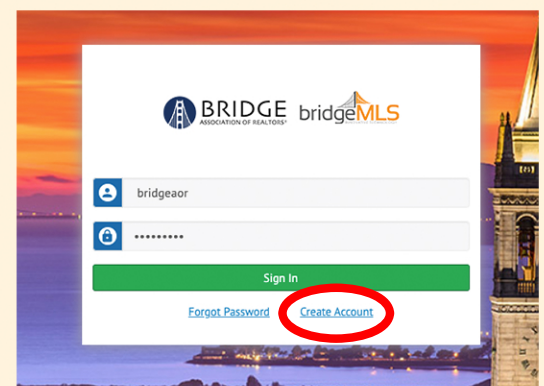 BRIDGE
ASSOCIATION OF REALTORS®
bridgeMLS
bridgeaor
•••••••••
Sign In
Forgot Password Create Account